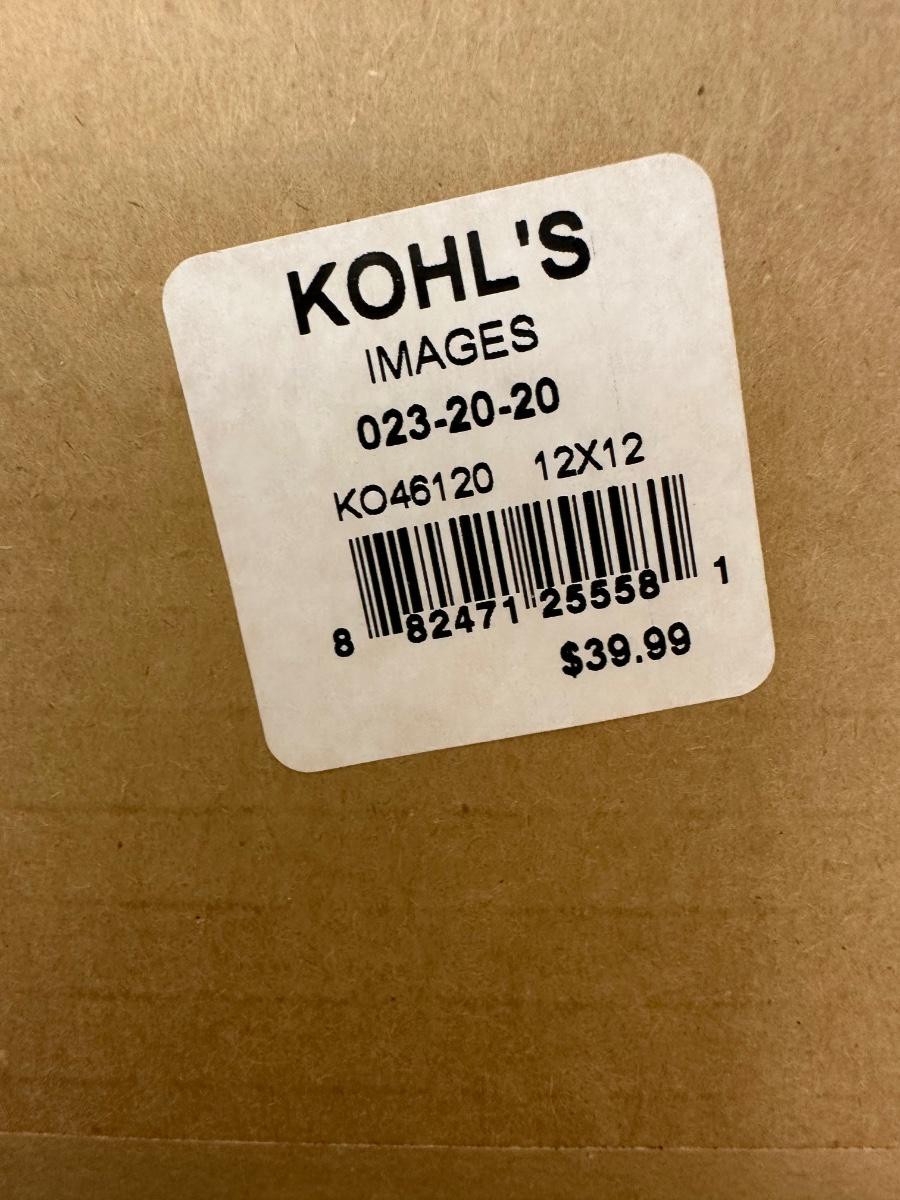 KOHL'S
IMAGES
023-20-20
KO46120 12X12
8 82471 25558 1
$39.99